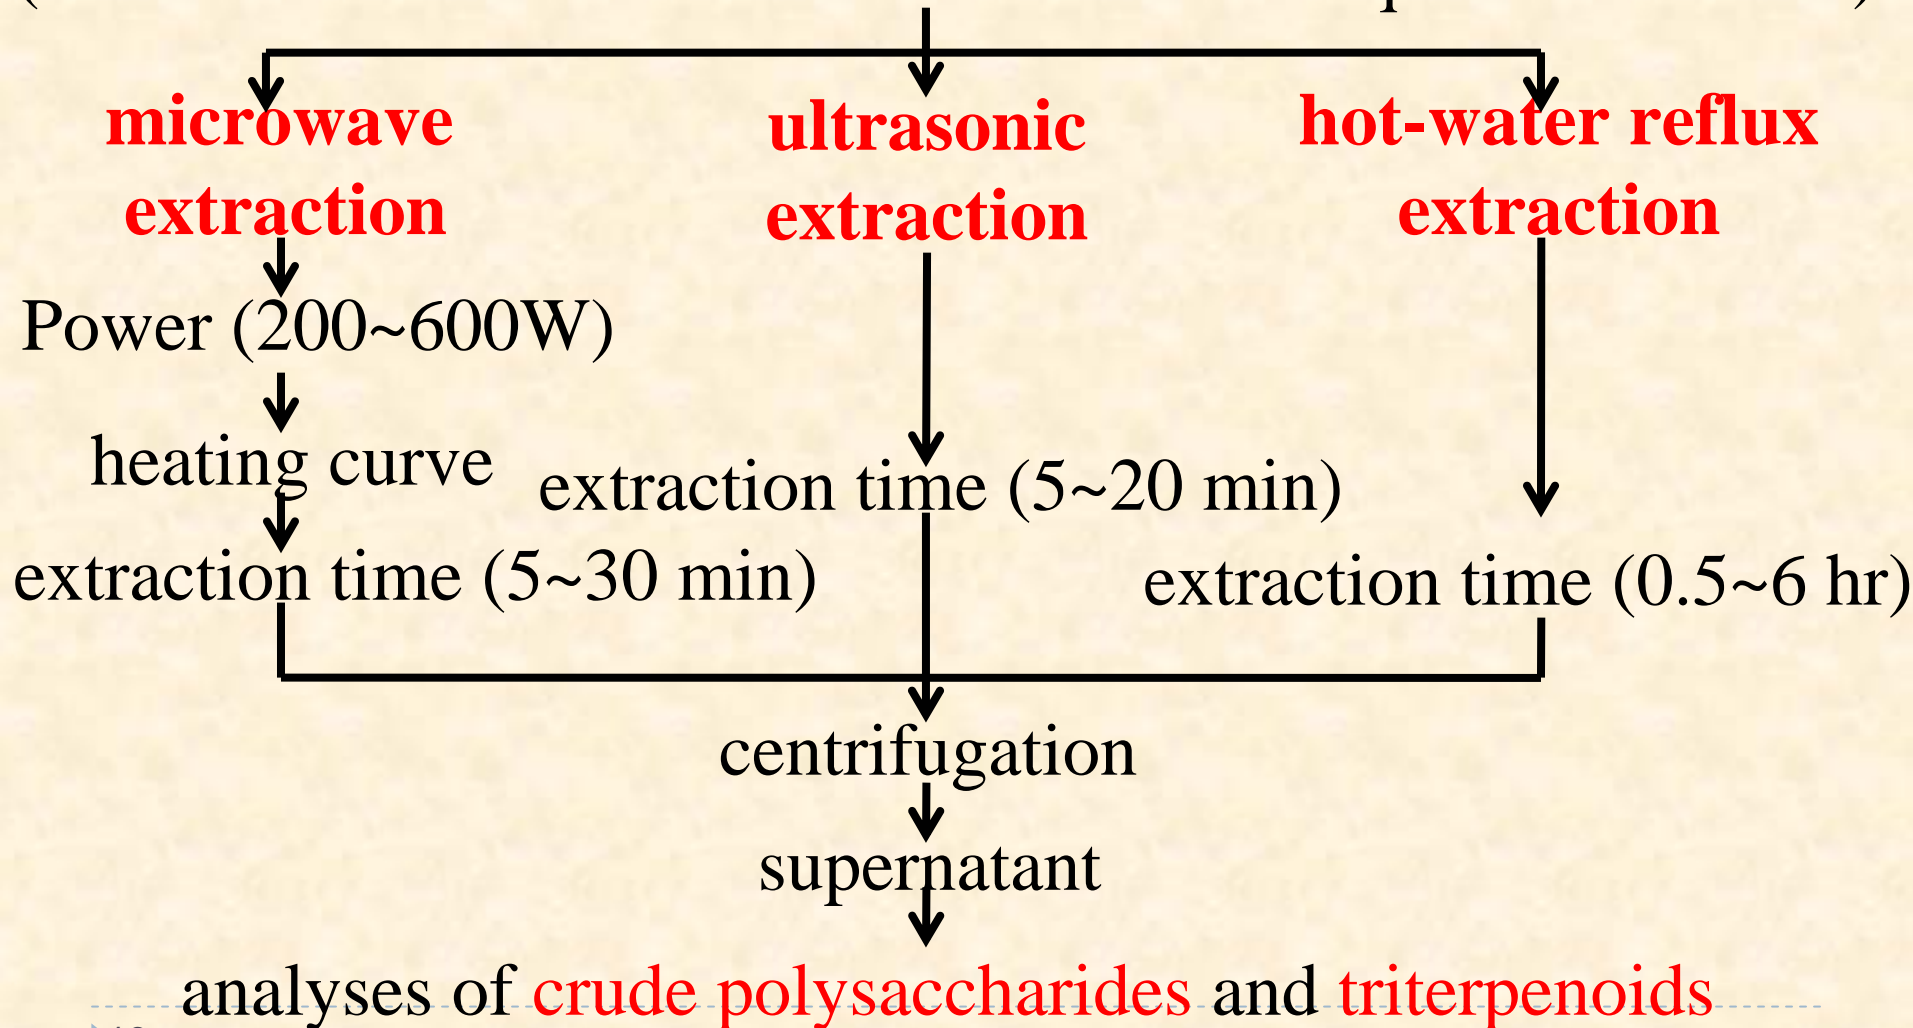 microwave
extraction
ultrasonic
extraction
hot-water reflux
extraction
Power (200~600W)
heating curve
extraction time (5~20 min)
extraction time (5~30 min)
extraction time (0.5~6 hr)
centrifugation
supernatant
analyses of crude polysaccharides and triterpenoids